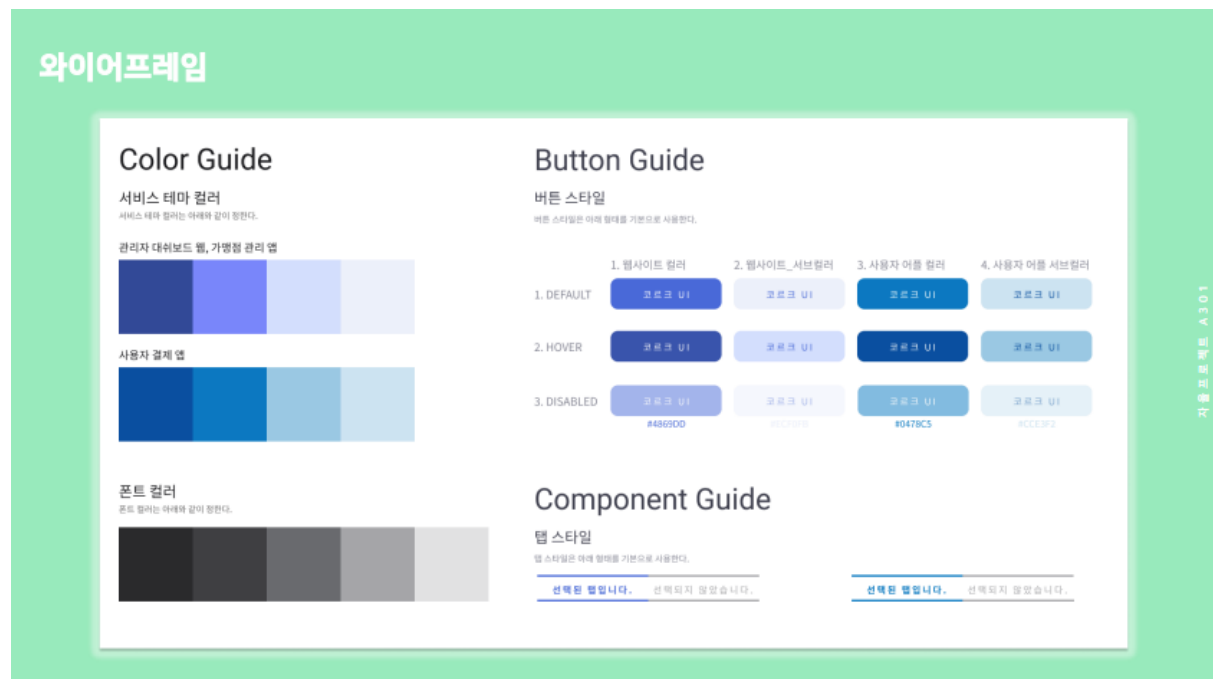 와이어프레임
Color Guide
서비스 테마 컬러
서비스 테마 컬러는 아래와 같이 정한다.
관리자 대쉬보드 웹, 가맹점 관리 앱
사용자 결제 앱
폰트 컬러
폰트 컬러는 아래와 같이 정한다.
Button Guide
버튼 스타일
버튼 스타일은 아래 형태를 기본으로 사용한다.
1. 웹사이트 컬러 2. 웹사이트_서브컬러 3. 사용자 어플 컬러 4. 사용자 어플 서브컬러
1. DEFAULT 코르크 UI 코르크 UI 코르크 UI 코르크 UI
2. HOVER 코르크 UI 코르크 UI 코르크 UI 코르크 UI
3. DISABLED 코르크 UI 코르크 UI 코르크 UI 코르크 UI
#4869DD #0478C5 #CCE3F2
Component Guide
탭 스타일
탭 스타일은 아래 형태를 기본으로 사용한다.
선택된 탭입니다. 선택되지 않았습니다. 선택된 탭입니다. 선택되지 않았습니다.
자율프로젝트 A301